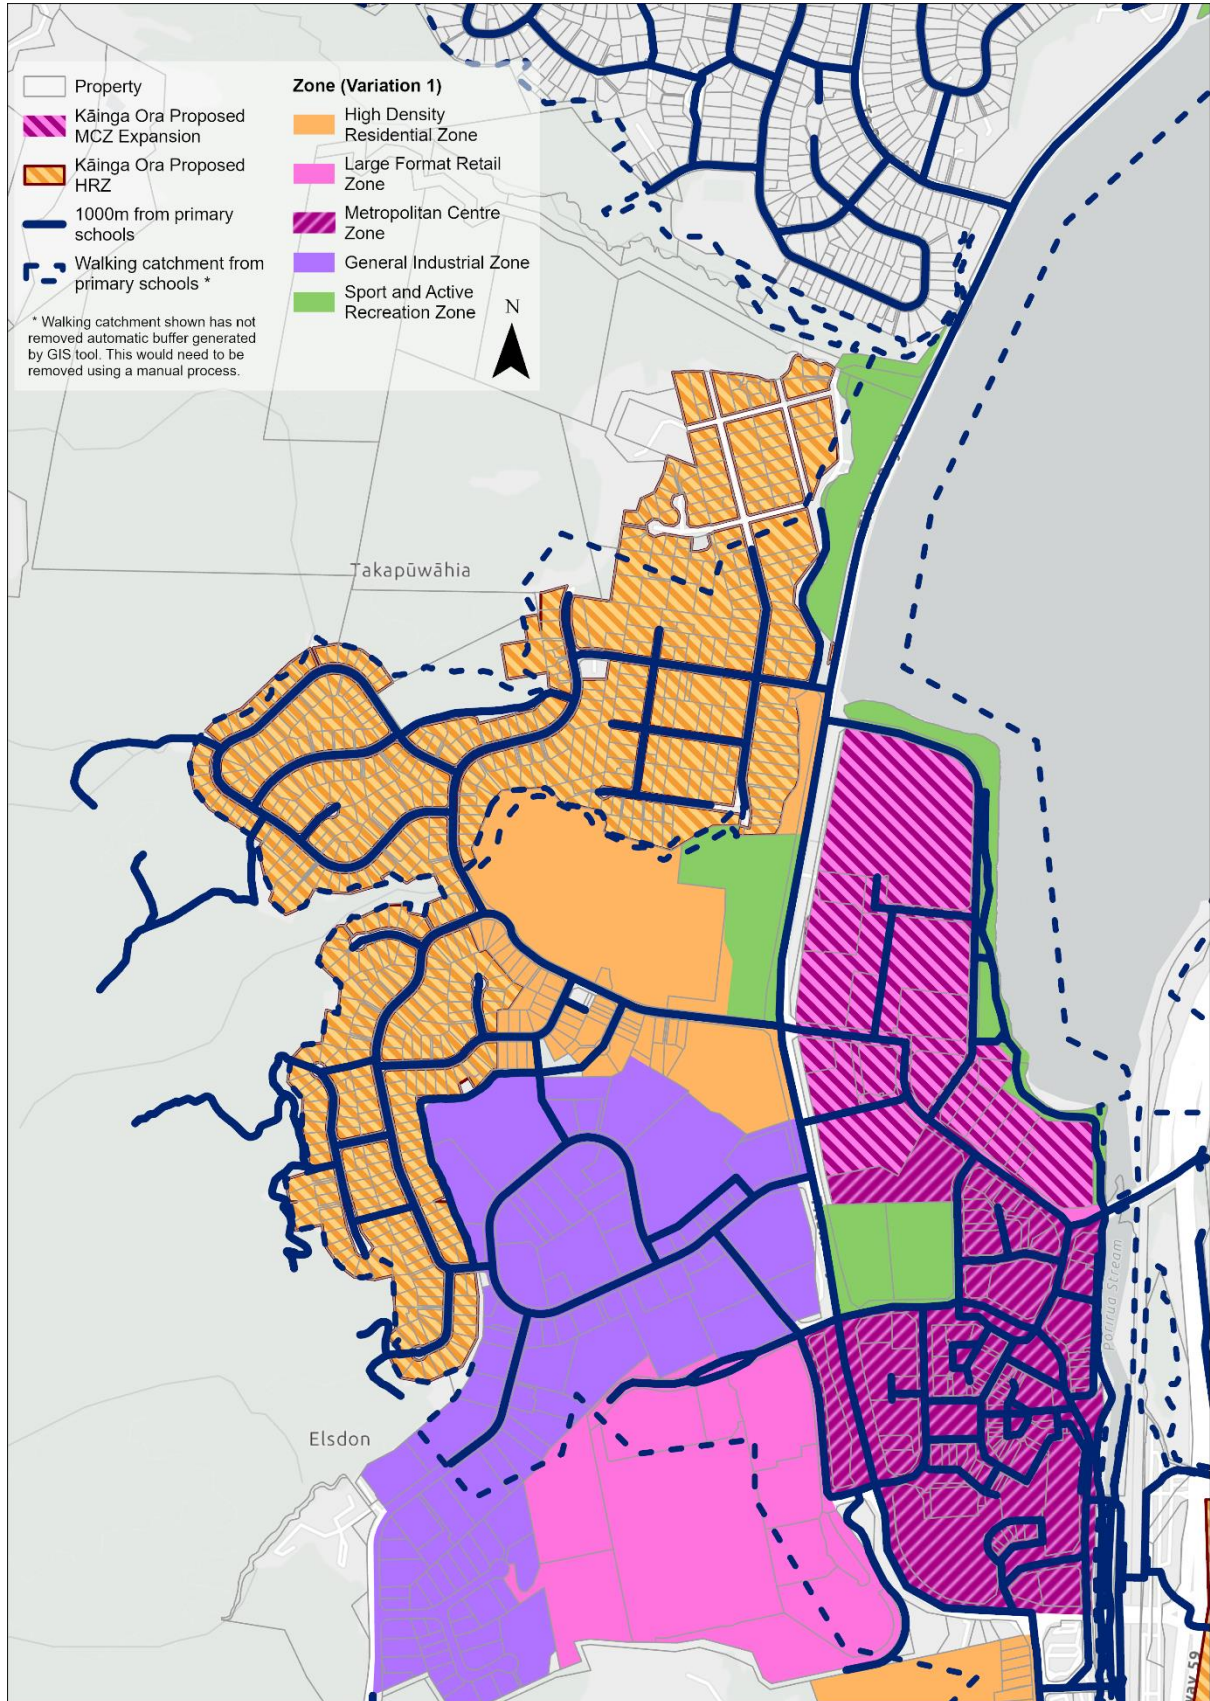 Property
Kāinga Ora Proposed
MCZ Expansion
Kāinga Ora Proposed
HRZ
1000m from primary
schools
Walking catchment from
primary schools *
* Walking catchment shown has not
removed automatic buffer generated
by GIS tool. This would need to be
removed using a manual process.
Zone (Variation 1)
High Density
Residential Zone
Large Format Retail
Zone
Metropolitan Centre
Zone
General Industrial Zone
Sport and Active
Recreation Zone
N
Takapūwāhia
Elsdon
Porirua Stream
ay 59